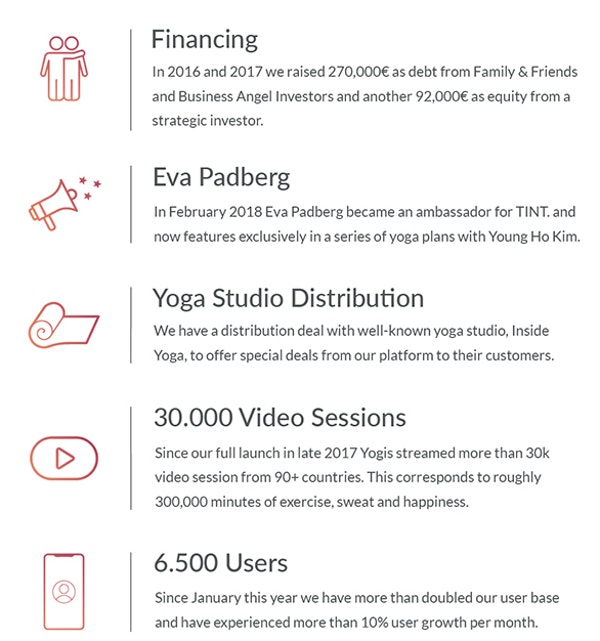 Financing
In 2016 and 2017 we raised 270,000€ as debt from Family & Friends
and Business Angel Investors and another 92,000€ as equity from a
strategic investor.
Eva Padberg
In February 2018 Eva Padberg became an ambassador for TINT. and
now features exclusively in a series of yoga plans with Young Ho Kim.
Yoga Studio Distribution
We have a distribution deal with well-known yoga studio, Inside
Yoga, to offer special deals from our platform to their customers.
30.000 Video Sessions
Since our full launch in late 2017 Yogis streamed more than 30k
video session from 90+ countries. This corresponds to roughly
300,000 minutes of exercise, sweat and happiness.
6.500 Users
Since January this year we have more than doubled our user base
and have experienced more than 10% user growth per month.